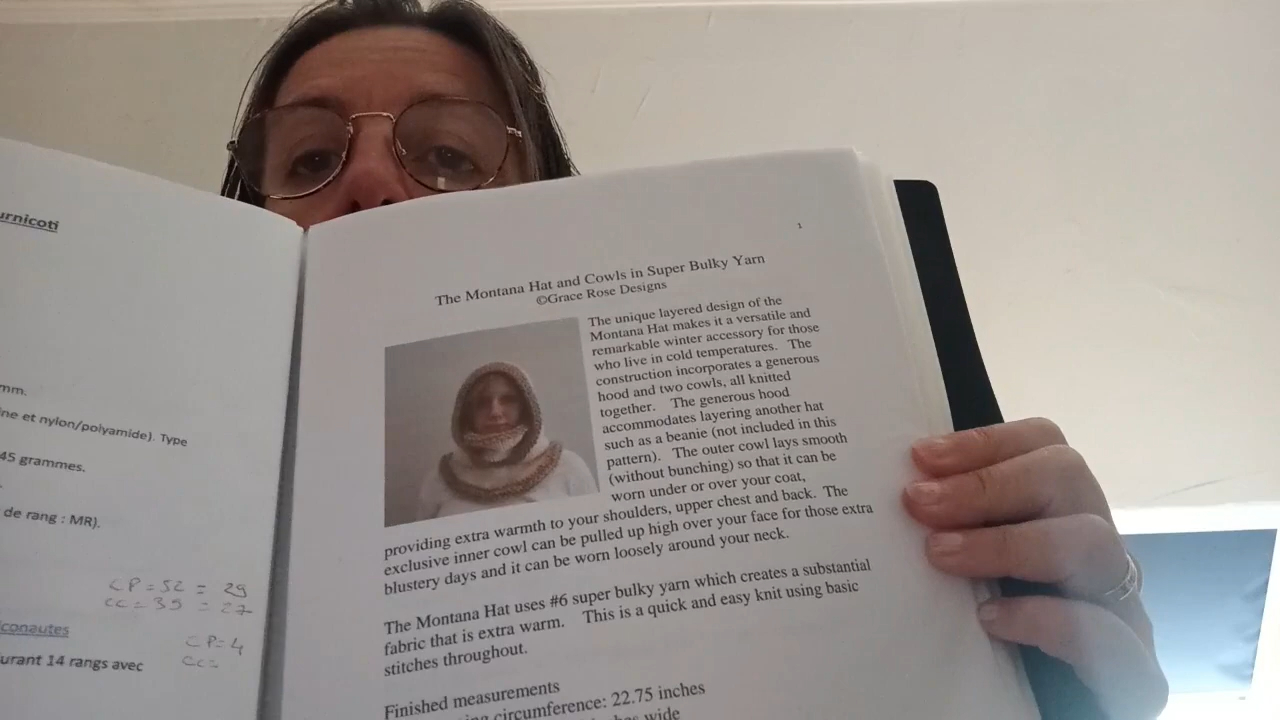 urnicoti
mm.
ine et nylon/polyamide). Type
45 grammes.
de rang : MR).
CP = 52 = 29
CC = 35 = 27
iconautes
CP = 4
urant 14 rangs avec
CC=
1
The Montana Hat and Cowls in Super Bulky Yarn
©Grace Rose Designs
The unique layered design of the
Montana Hat makes it a versatile and
remarkable winter accessory for those
who live in cold temperatures. The
construction incorporates a generous
hood and two cowls, all knitted
together. The generous hood
accommodates layering another hat
such as a beanie (not included in this
pattern). The outer cowl lays smooth
(without bunching) so that it can be
worn under or over your coat,
providing extra warmth to your shoulders, upper chest and back. The
exclusive inner cowl can be pulled up high over your face for those extra
blustery days and it can be worn loosely around your neck.
The Montana Hat uses #6 super bulky yarn which creates a substantial
fabric that is extra warm. This is a quick and easy knit using basic
stitches throughout.
Finished measurements
circumference: 22.75 inches
wide